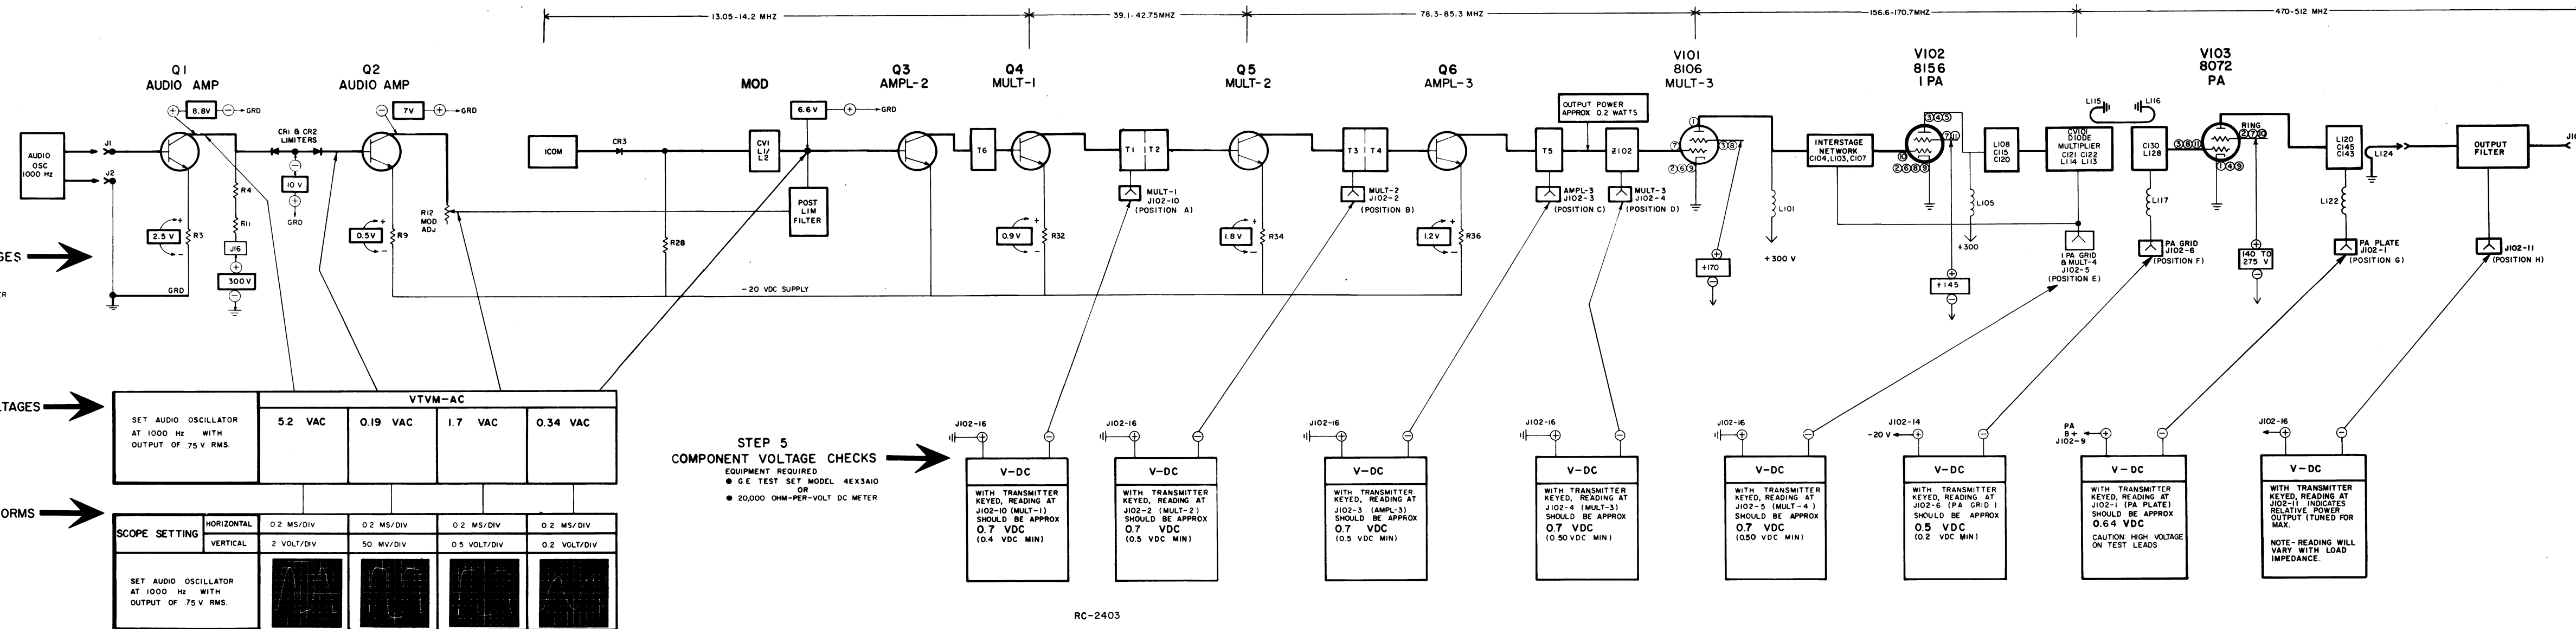 13.05-14.2 MHZ
39.1-42.75MHZ
78.3-85.3 MHZ
156.6-170.7MHZ
470-512 MHZ
Q1
AUDIO AMP
Q2
AUDIO AMP
MOD
Q3
AMPL-2
Q4
MULT-1
Q5
MULT-2
Q6
AMPL-3
V101
8106
MULT-3
V102
8156
I PA
V103
8072
PA
8.8V
GRD
7V
GRD
6.6 V
GRD
OUTPUT POWER
APPROX 0.2 WATTS
L115
L116
AUDIO
OSC
1000 Hz
J1
J2
CR1 & CR2
LIMITERS
10 V
GRD
ICOM
CR3
CV1
L1/
L2
T6
T1
T2
T3
T4
T5
Z102
INTERSTAGE
NETWORK
C104, L103, C107
L108
C115
C120
CV101
DIODE
MULTIPLIER
C121 C122
L114 L113
C130
L128
RING
L120
C145
C143
L124
OUTPUT
FILTER
R4
R11
J16
300V
R3
2.5 V
GRD
0.5V
R9
R12
MOD
ADJ
POST
LIM
FILTER
R28
0.9V
R32
MULT-1
J102-10
(POSITION A)
1.8 V
R34
MULT-2
J102-2
(POSITION B)
1.2V
R36
AMPL-3
J102-3
(POSITION C)
MULT-3
J102-4
(POSITION D)
+170
L101
+300 V
L105
+300
+145
I PA GRID
& MULT-4
J102-5
(POSITION E)
L117
PA GRID
J102-6
(POSITION F)
140 TO
275 V
L122
PA PLATE
J102-1
(POSITION G)
J102-11
(POSITION H)
-20 VDC SUPPLY
GES
ER
LTAGES
ORMS
SET AUDIO OSCILLATOR
AT 1000 Hz WITH
OUTPUT OF .75 V. RMS.
VTVM-AC
5.2 VAC
0.19 VAC
1.7 VAC
0.34 VAC
SCOPE SETTING
HORIZONTAL
0.2 MS/DIV
0.2 MS/DIV
0.2 MS/DIV
0.2 MS/DIV
VERTICAL
2 VOLT/DIV
50 MV/DIV
0.5 VOLT/DIV
0.2 VOLT/DIV
SET AUDIO OSCILLATOR
AT 1000 Hz WITH
OUTPUT OF .75 V. RMS.
STEP 5
COMPONENT VOLTAGE CHECKS
EQUIPMENT REQUIRED
● G.E TEST SET MODEL 4EX3A10
OR
● 20,000 OHM-PER-VOLT DC METER
J102-16
V-DC
WITH TRANSMITTER
KEYED, READING AT
J102-10 (MULT-1)
SHOULD BE APPROX
0.7 VDC
(0.4 VDC MIN)
J102-16
V-DC
WITH TRANSMITTER
KEYED, READING AT
J102-2 (MULT-2)
SHOULD BE APPROX
0.7 VDC
(0.5 VDC MIN)
J102-16
V-DC
WITH TRANSMITTER
KEYED, READING AT
J102-3 (AMPL-3)
SHOULD BE APPROX
0.7 VDC
(0.5 VDC MIN)
J102-16
V-DC
WITH TRANSMITTER
KEYED, READING AT
J102-4 (MULT-3)
SHOULD BE APPROX
0.7 VDC
(0.50 VDC MIN)
J102-16
V-DC
WITH TRANSMITTER
KEYED, READING AT
J102-5 (MULT-4)
SHOULD BE APPROX
0.7 VDC
(0.50 VDC MIN)
J102-14
-20 V
V-DC
WITH TRANSMITTER
KEYED, READING AT
J102-6 (PA GRID)
SHOULD BE APPROX
0.5 VDC
(0.2 VDC MIN)
PA
B+
J102-9
V-DC
WITH TRANSMITTER
KEYED, READING AT
J102-1 (PA PLATE)
SHOULD BE APPROX
0.64 VDC
CAUTION: HIGH VOLTAGE
ON TEST LEADS
J102-16
V-DC
WITH TRANSMITTER
KEYED, READING AT
J102-11 INDICATES
RELATIVE POWER
OUTPUT (TUNED FOR
MAX.
NOTE-READING WILL
VARY WITH LOAD
IMPEDANCE.
RC-2403